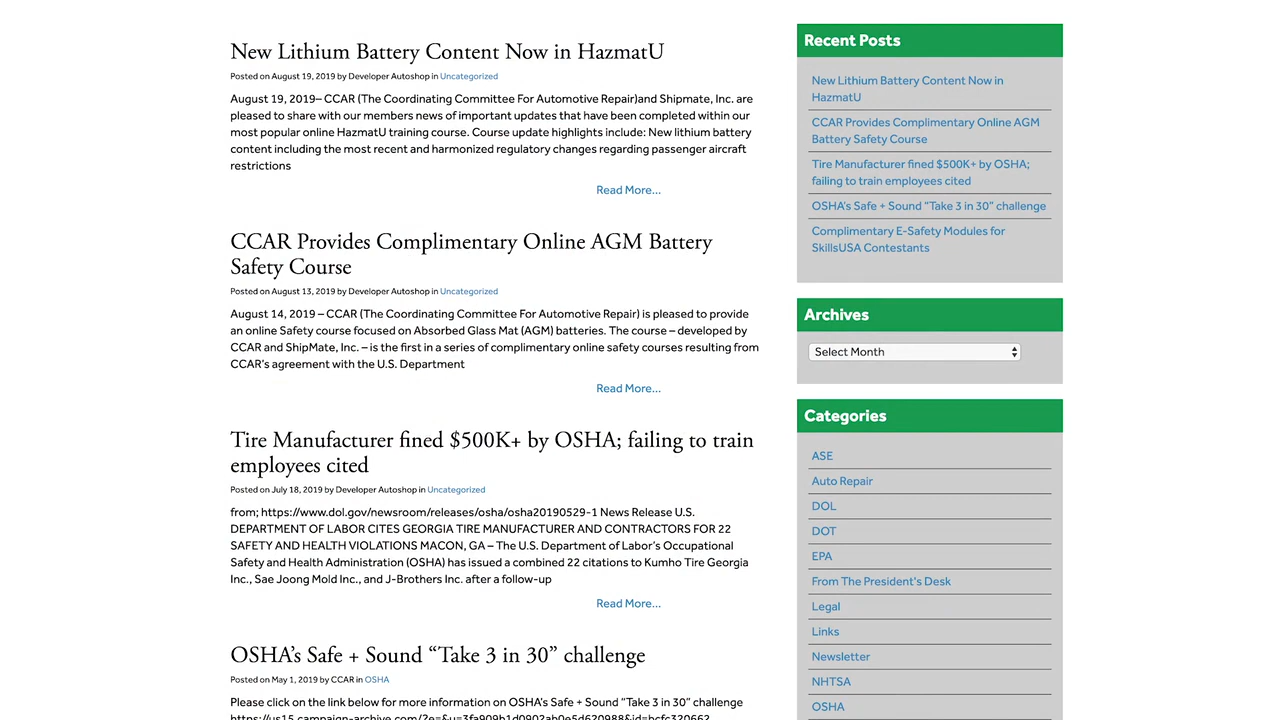 New Lithium Battery Content Now in HazmatU
Posted on August 19, 2019 by Developer Autoshop in Uncategorized
August 19, 2019– CCAR (The Coordinating Committee For Automotive Repair)and Shipmate, Inc. are
pleased to share with our members news of important updates that have been completed within our
most popular online HazmatU training course. Course update highlights include: New lithium battery
content including the most recent and harmonized regulatory changes regarding passenger aircraft
restrictions
Read More...
CCAR Provides Complimentary Online AGM Battery
Safety Course
Posted on August 13, 2019 by Developer Autoshop in Uncategorized
August 14, 2019 – CCAR (The Coordinating Committee For Automotive Repair) is pleased to provide
an online Safety course focused on Absorbed Glass Mat (AGM) batteries. The course – developed by
CCAR and ShipMate, Inc. – is the first in a series of complimentary online safety courses resulting from
CCAR's agreement with the U.S. Department
Read More...
Tire Manufacturer fined $500K+ by OSHA; failing to train
employees cited
Posted on July 18, 2019 by Developer Autoshop in Uncategorized
from; https://www.dol.gov/newsroom/releases/osha/osha20190529-1 News Release U.S.
DEPARTMENT OF LABOR CITES GEORGIA TIRE MANUFACTURER AND CONTRACTORS FOR 22
SAFETY AND HEALTH VIOLATIONS MACON, GA – The U.S. Department of Labor's Occupational
Safety and Health Administration (OSHA) has issued a combined 22 citations to Kumho Tire Georgia
Inc., Sae Joong Mold Inc., and J-Brothers Inc. after a follow-up
Read More...
OSHA's Safe + Sound “Take 3 in 30” challenge
Posted on May 1, 2019 by CCAR in OSHA
Please click on the link below for more information on OSHA's Safe + Sound “Take 3 in 30” challenge
Recent Posts
New Lithium Battery Content Now in
HazmatU
CCAR Provides Complimentary Online AGM
Battery Safety Course
Tire Manufacturer fined $500K+ by OSHA;
failing to train employees cited
OSHA's Safe + Sound “Take 3 in 30” challenge
Complimentary E-Safety Modules for
SkillsUSA Contestants
Archives
Select Month
Categories
ASE
Auto Repair
DOL
DOT
EPA
From The President's Desk
Legal
Links
Newsletter
NHTSA
OSHA